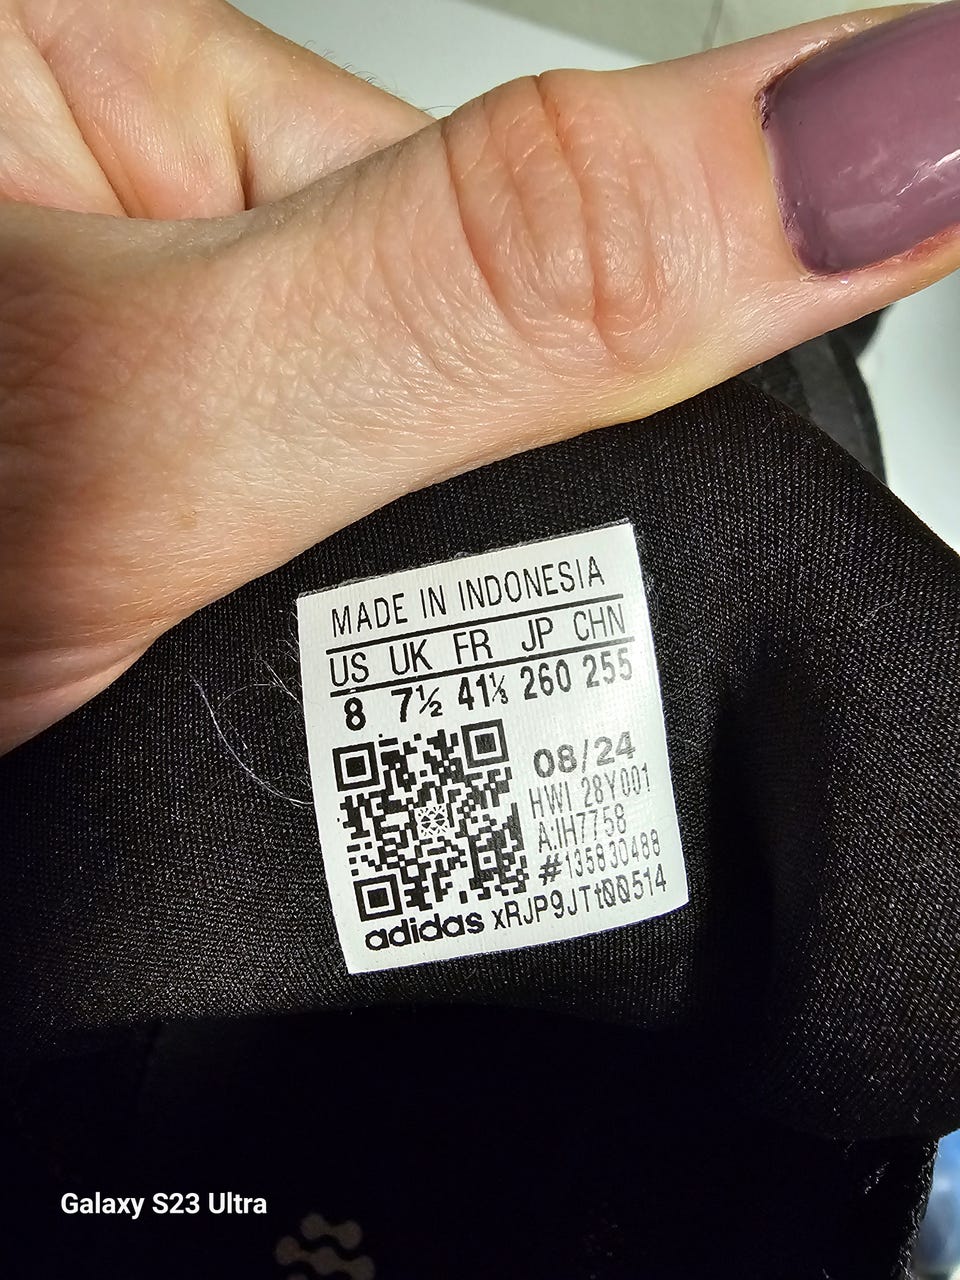 MADE IN INDONESIA
US UK FR JP CHN
8 7½ 41⅓ 260 255
08/24
HWI 28Y001
A:IH7758
#135830488
adidas xRJP9JTt00514
Galaxy S23 Ultra